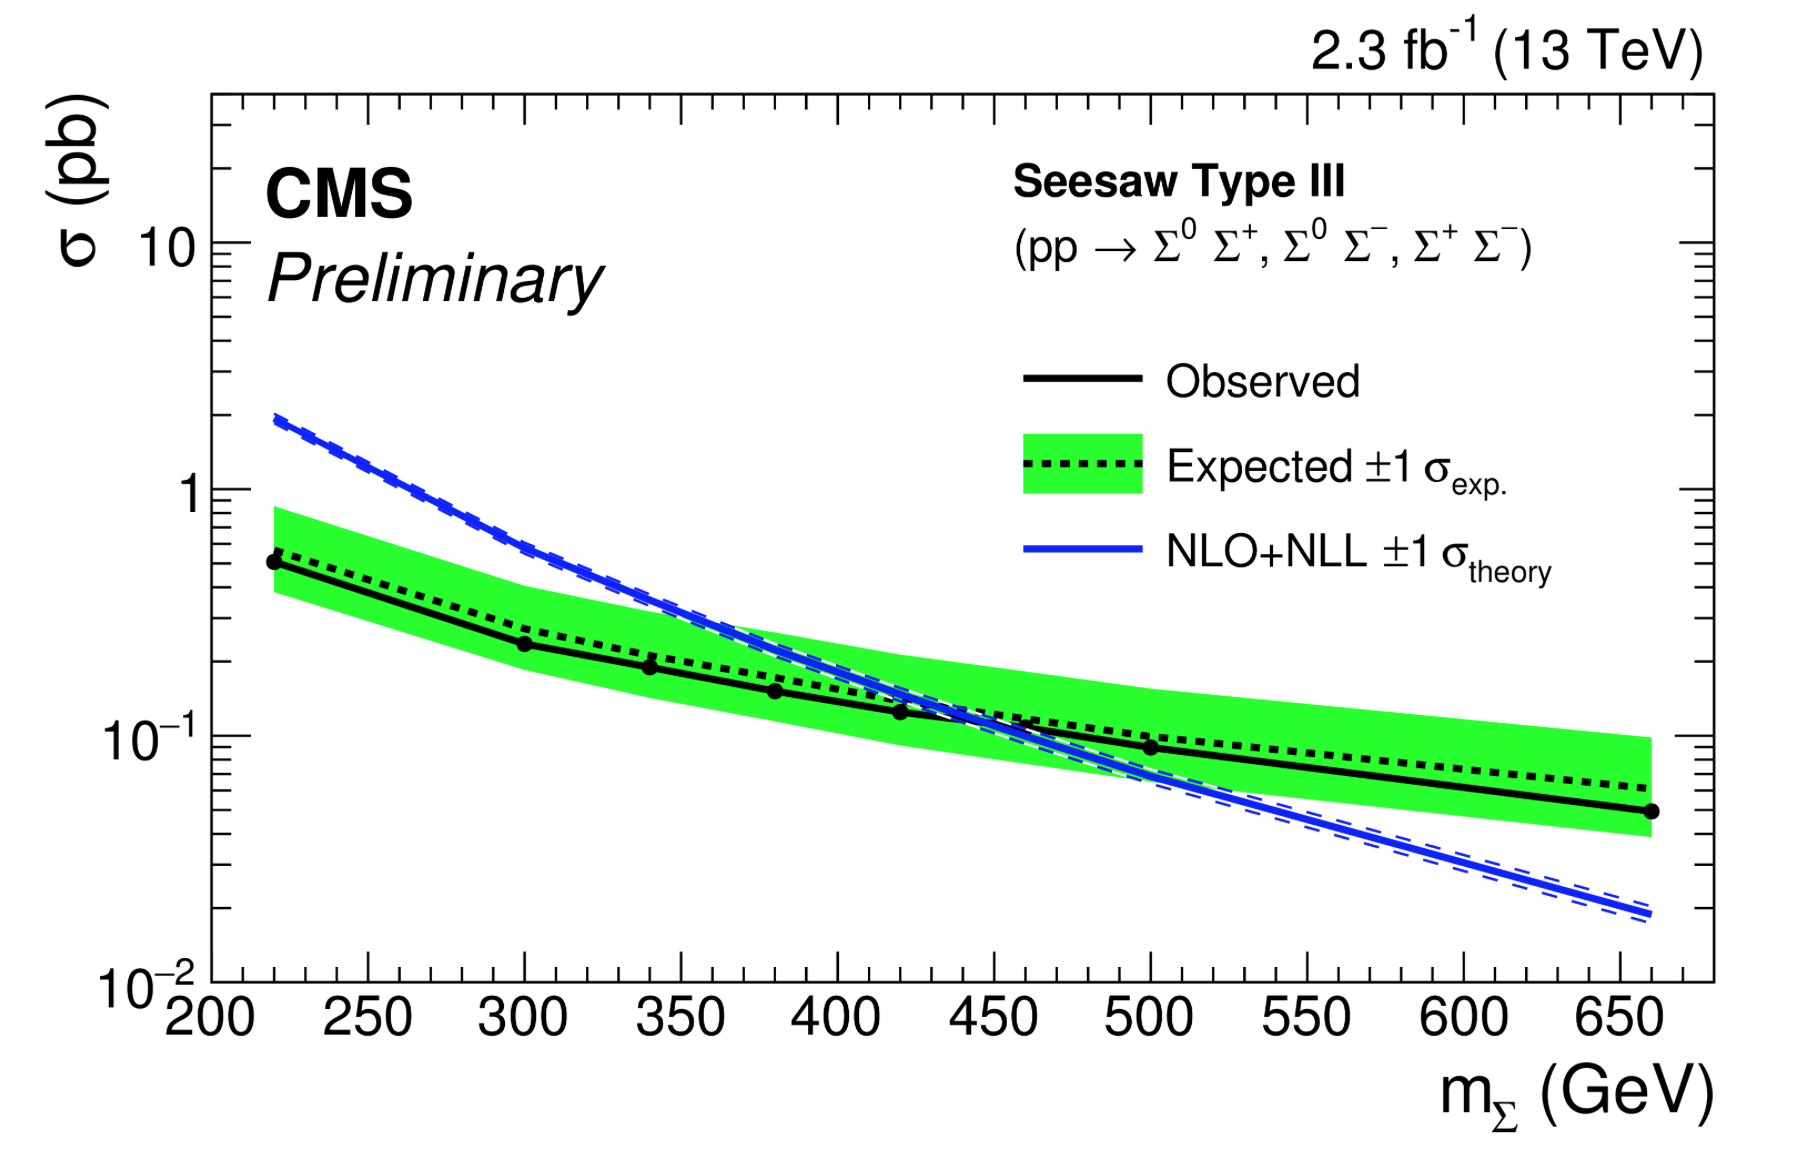 2.3 fb⁻¹ (13 TeV)
σ (pb)
CMS
Preliminary
Seesaw Type III
(pp → Σ⁰ Σ⁺, Σ⁰ Σ⁻, Σ⁺ Σ⁻)
Observed
Expected ±1 σexp.
NLO+NLL ±1 σtheory
10
1
10⁻¹
10⁻²
200 250 300 350 400 450 500 550 600 650
mΣ (GeV)